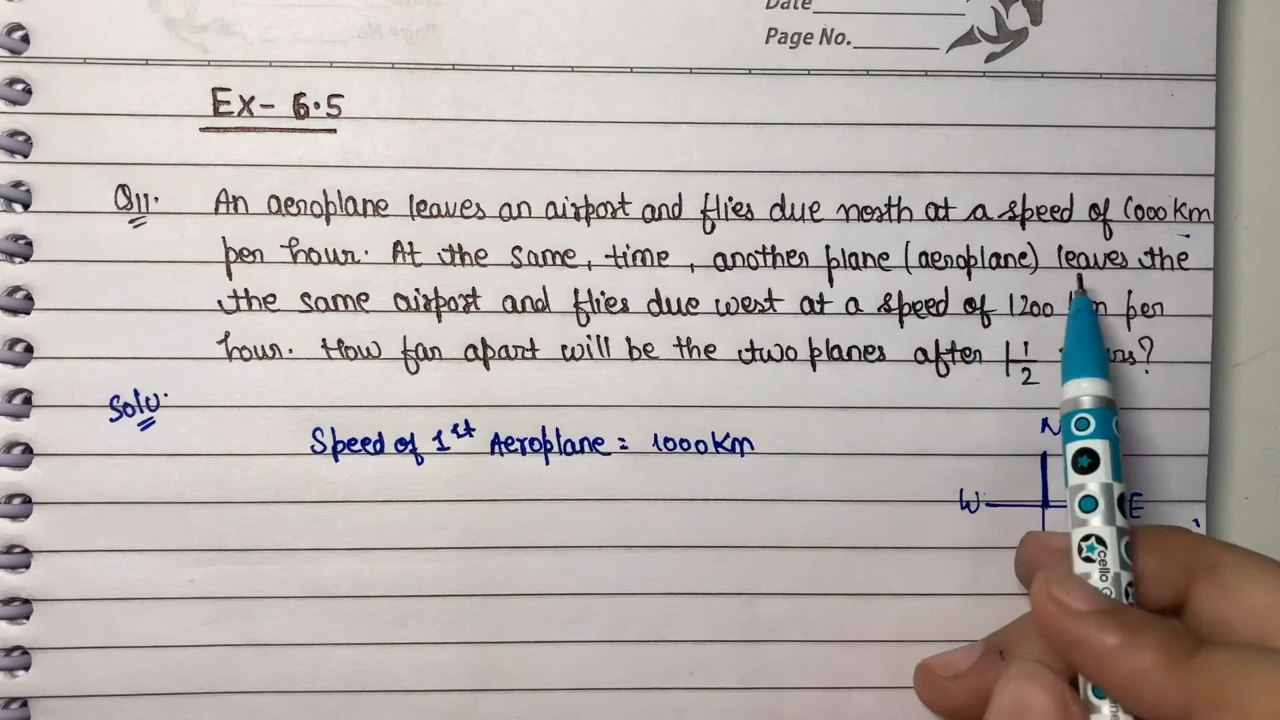 Date
Page No.
Ex- 6.5
Q11. An aeroplane leaves an airport and flies due north at a speed of 1000 km
per hour. At the same, time, another plane (aeroplane) leaves the
the same airport and flies due west at a speed of 1200 km per
hour. How far apart will be the two planes after 1 1/2
Solu.
Speed of 1st Aeroplane = 1000 Km
N
W E
cello